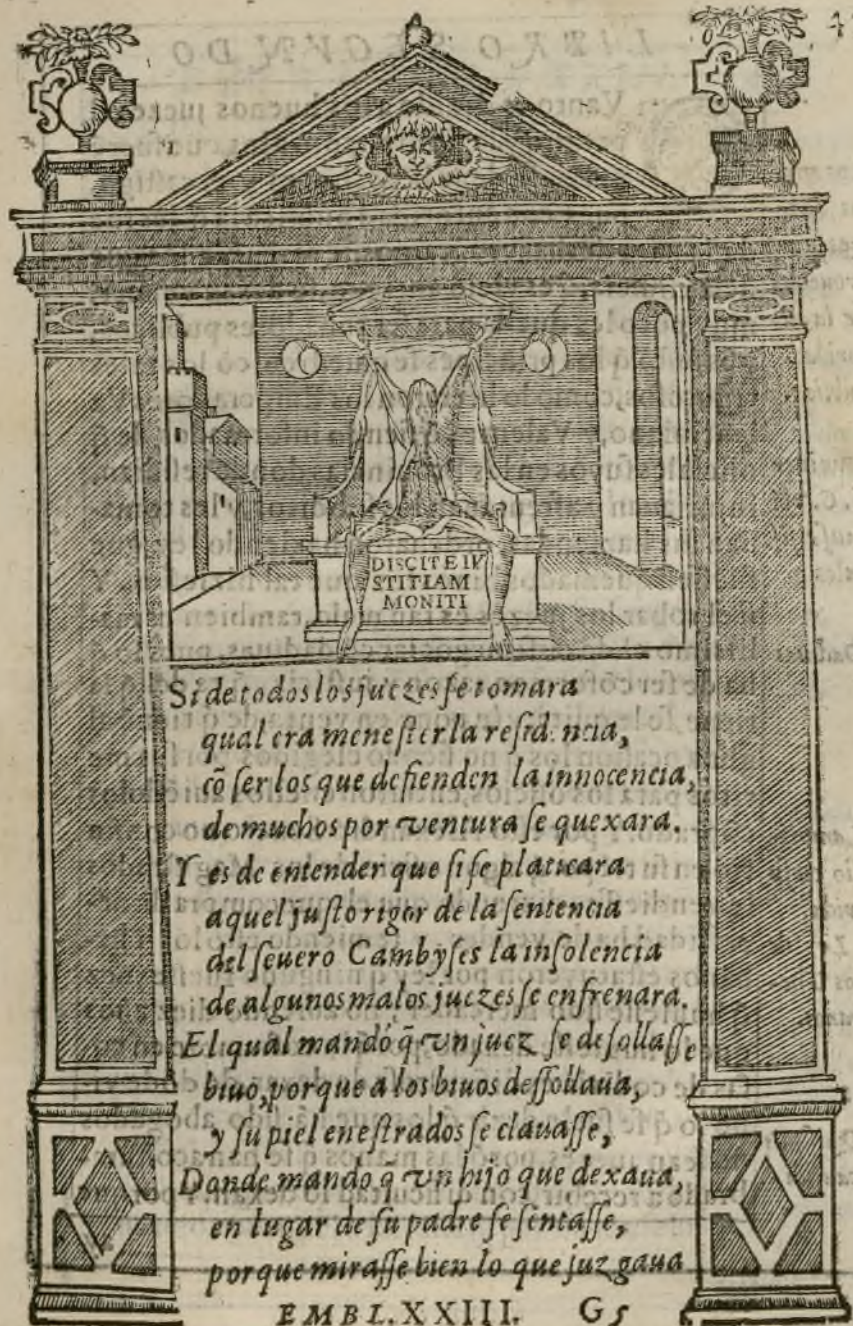 4
DISCITE IV
STITIAM
MONITI
Si de todos los juezes se tomara
qual era menester la resid ncia,
cõ ser los que defienden la innocencia,
de muchos por ventura se quexara.
Y es de entender que si se platicara
aquel justo rigor de la sentencia
del seuero Cambyses la insolencia
de algunos malos juezes se enfrenara.
El qual mandó q̃ vn juez se desollasse
biuo, porque a los biuos dessollaua,
y su piel en estrados se clauasse,
Donde mando q̃ vn hijo que dexaua,
en lugar de su padre se sentasse,
porque mirasse bien lo que juzgaua
EMBL. XXIII. G5